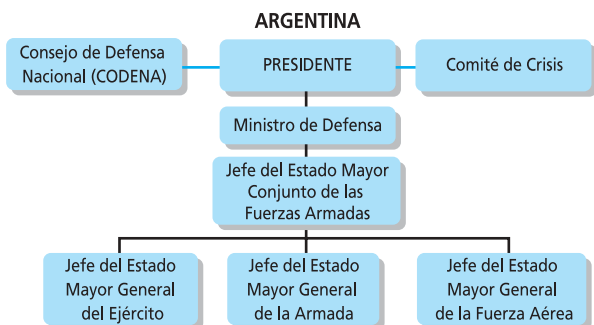 ARGENTINA
Consejo de Defensa
Nacional (CODENA)
PRESIDENTE
Comité de Crisis
Ministro de Defensa
Jefe del Estado Mayor
Conjunto de las
Fuerzas Armadas
Jefe del Estado
Mayor General
del Ejército
Jefe del Estado
Mayor General
de la Armada
Jefe del Estado
Mayor General
de la Fuerza Aérea